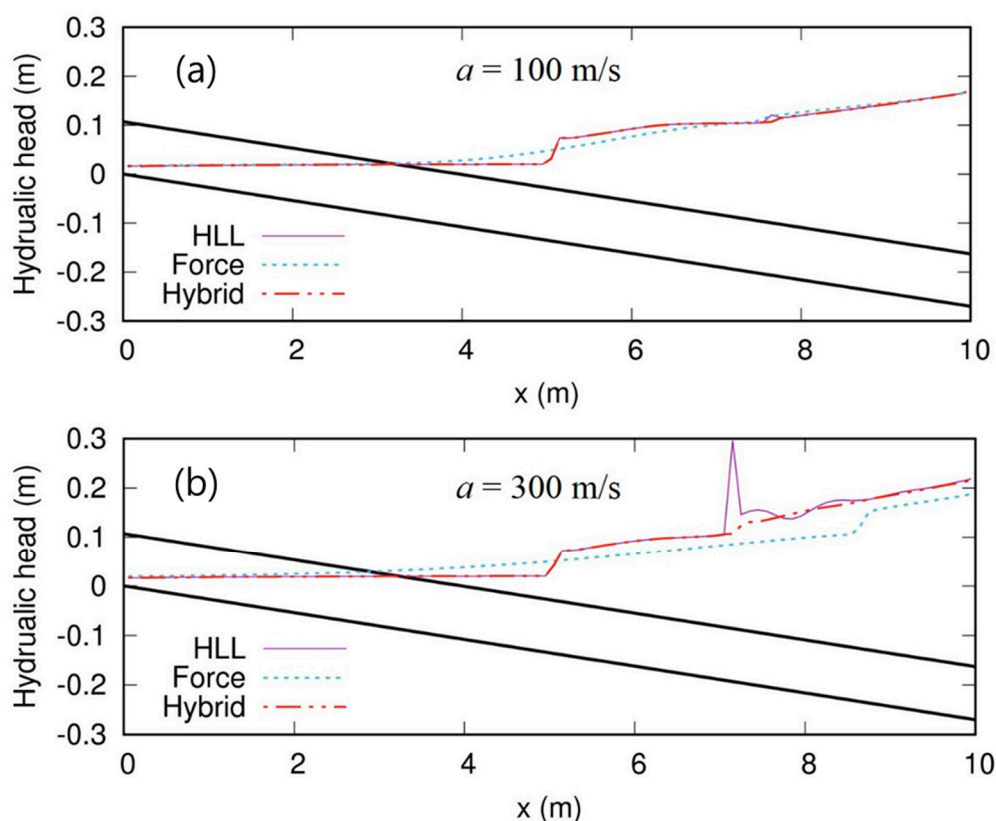 0.3
(a)
a = 100 m/s
0.2
0.1
0
-0.1
-0.2
-0.3
Hydrualic head (m)
HLL
Force
Hybrid
0 2 4 6 8 10
x (m)
0.3
(b)
a = 300 m/s
0.2
0.1
0
-0.1
-0.2
-0.3
Hydrualic head (m)
HLL
Force
Hybrid
0 2 4 6 8 10
x (m)